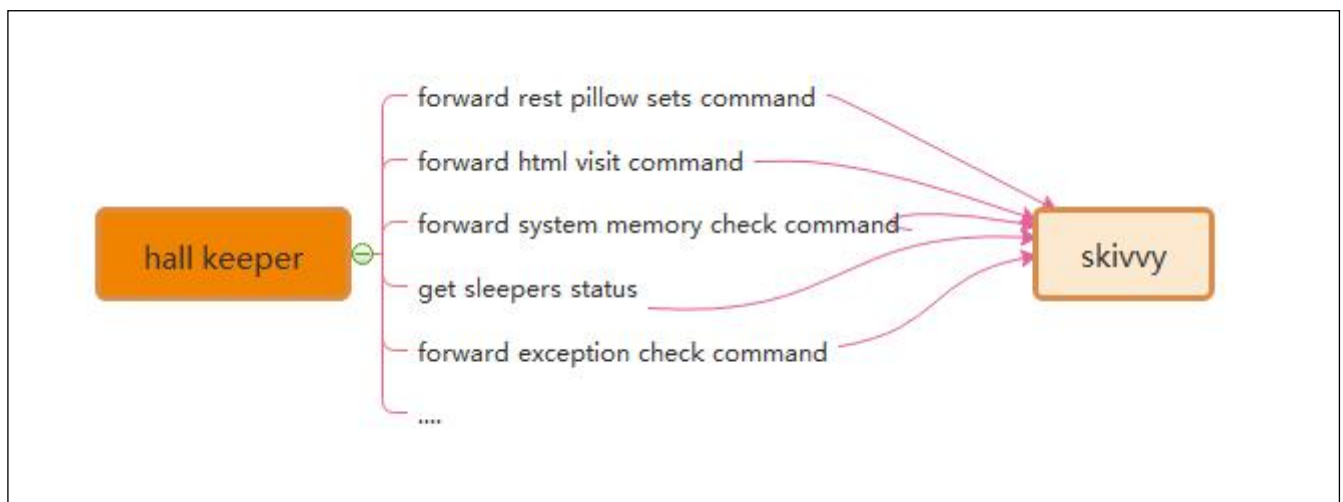 hall keeper
forward rest pillow sets command
forward html visit command
forward system memory check command
get sleepers status
forward exception check command
....
skivvy